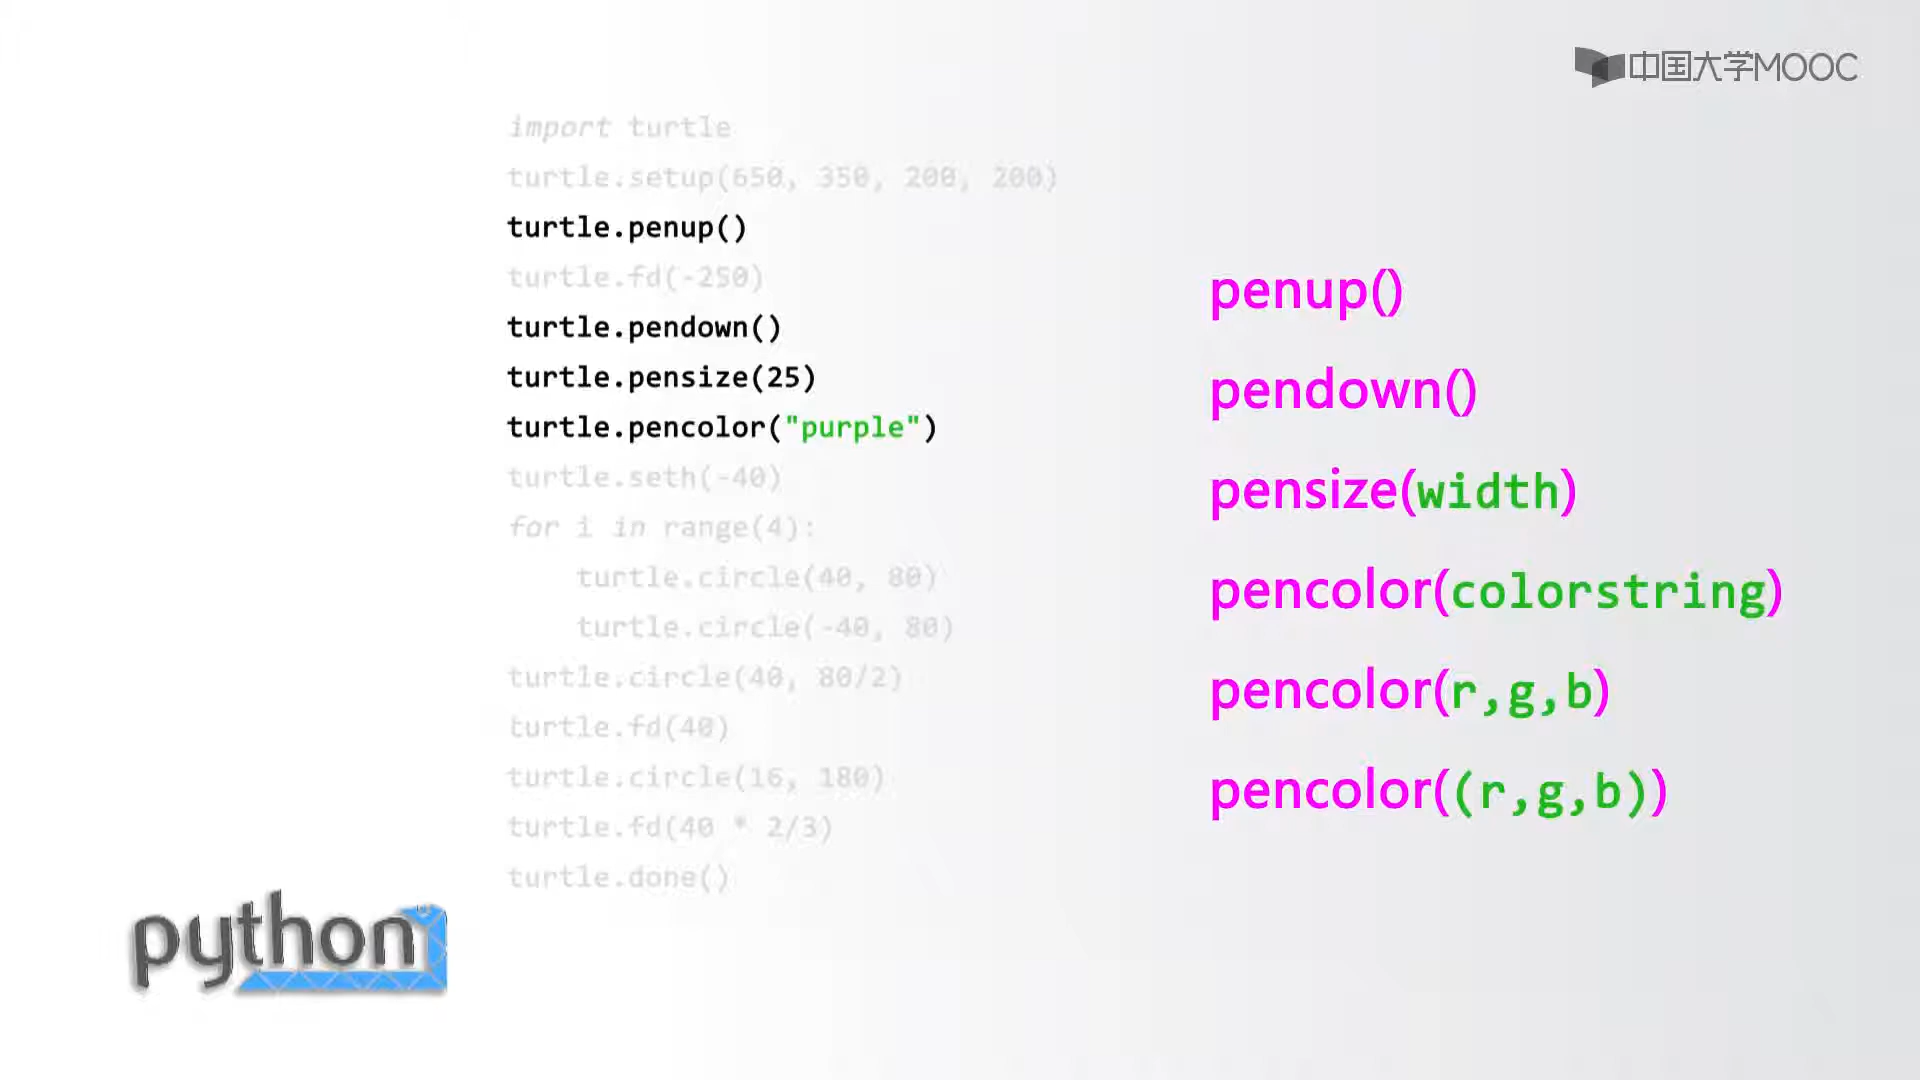 中国大学MOOC
import turtle
turtle.setup(650, 350, 200, 200)
turtle.penup()
turtle.fd(-250)
turtle.pendown()
turtle.pensize(25)
turtle.pencolor("purple")
turtle.seth(-40)
for i in range(4):
    turtle.circle(40, 80)
    turtle.circle(-40, 80)
turtle.circle(40, 80/2)
turtle.fd(40)
turtle.circle(16, 180)
turtle.fd(40 * 2/3)
turtle.done()
penup()
pendown()
pensize(width)
pencolor(colorstring)
pencolor(r,g,b)
pencolor((r,g,b))
python